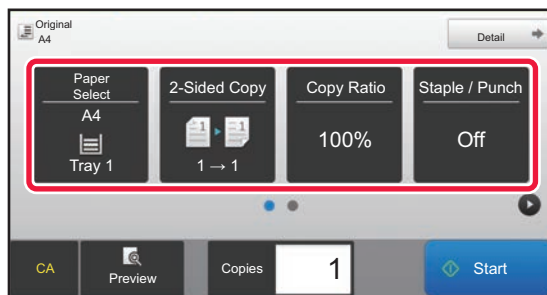 Original
A4
Detail
Paper
Select
A4
Tray 1
2-Sided Copy
1 → 1
Copy Ratio
100%
Staple / Punch
Off
CA
Preview
Copies
1
Start